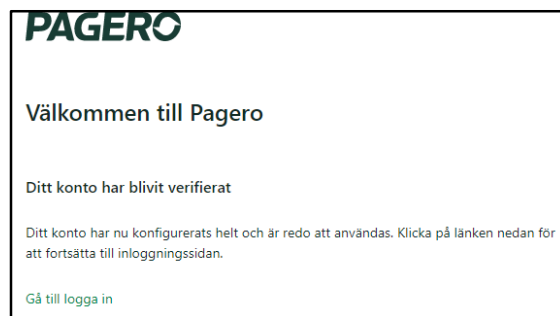 PAGERO
Välkommen till Pagero
Ditt konto har blivit verifierat
Ditt konto har nu konfigurerats helt och är redo att användas. Klicka på länken nedan för
att fortsätta till inloggningssidan.
Gå till logga in